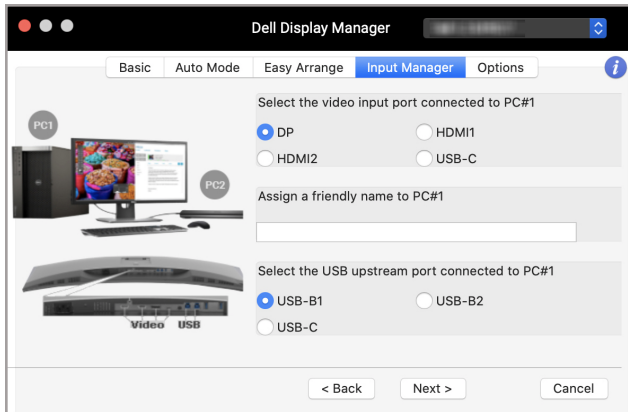 Dell Display Manager
Basic Auto Mode Easy Arrange Input Manager Options i
Select the video input port connected to PC#1
DP HDMI1
HDMI2 USB-C
PC1
PC2
Assign a friendly name to PC#1
Select the USB upstream port connected to PC#1
USB-B1 USB-B2
USB-C
Video USB
< Back Next > Cancel